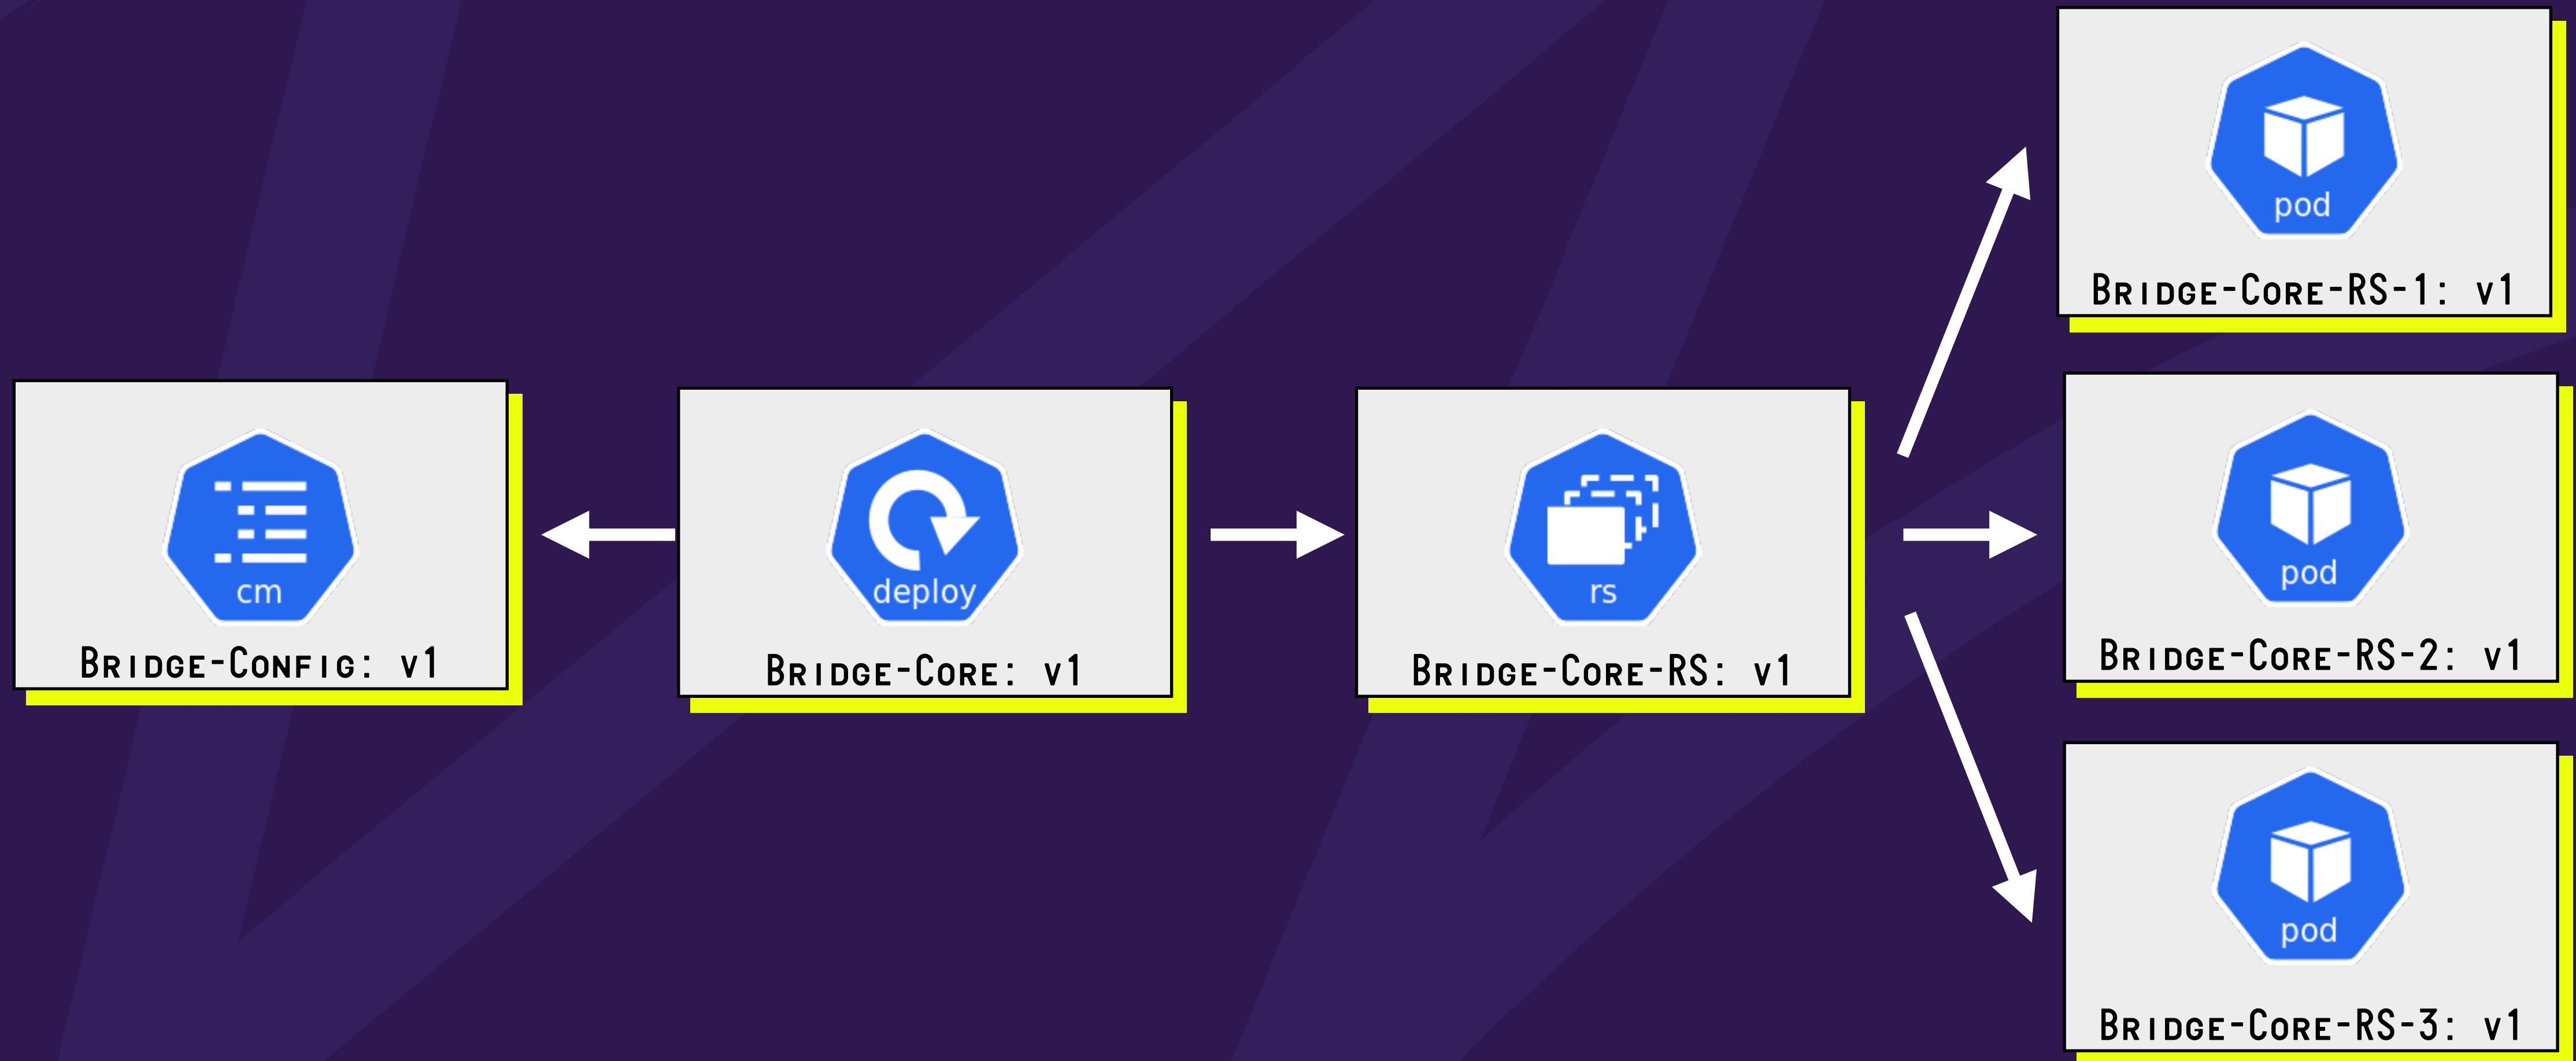 pod
Bridge-Core-RS-1: v1
cm
Bridge-Config: v1
deploy
Bridge-Core: v1
rs
Bridge-Core-RS: v1
pod
Bridge-Core-RS-2: v1
pod
Bridge-Core-RS-3: v1